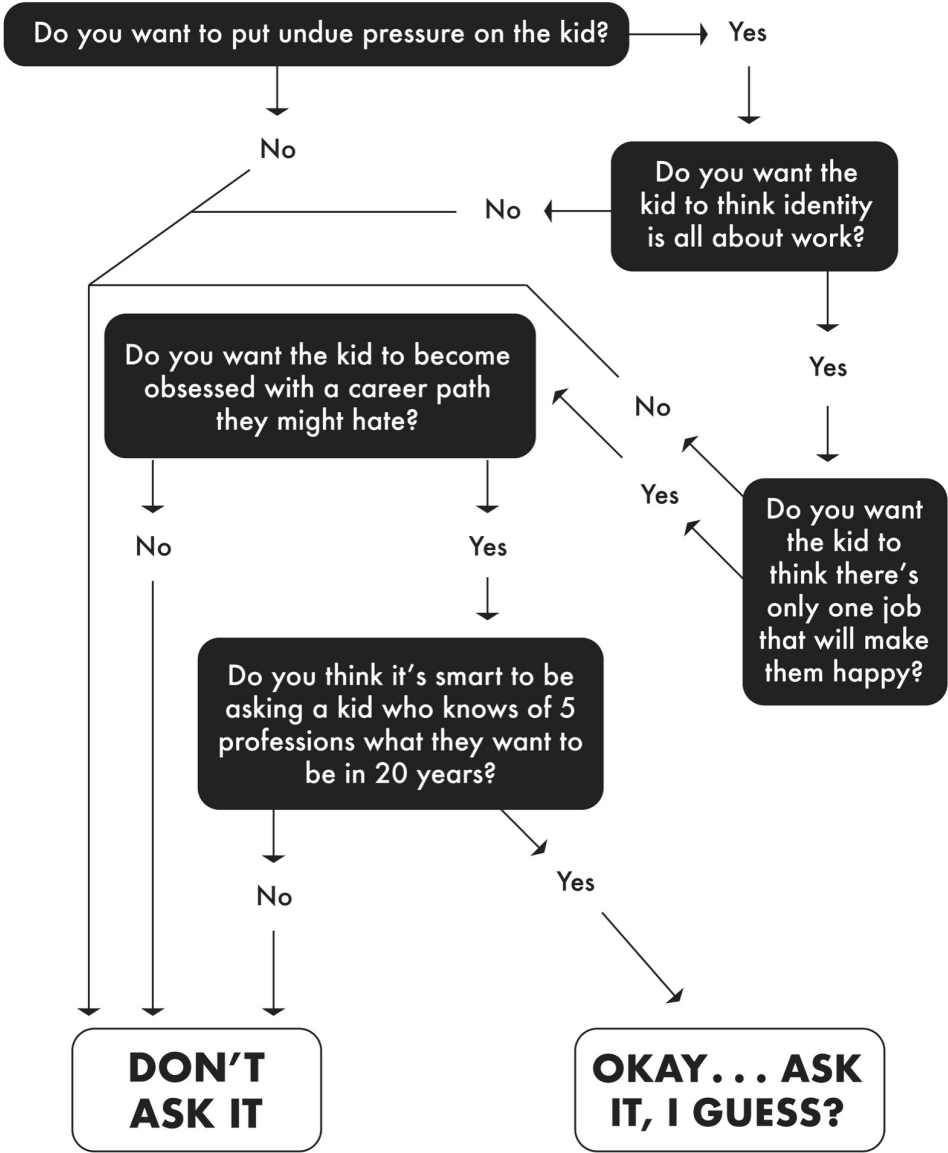 Do you want to put undue pressure on the kid?
Yes
No
Do you want the
kid to think identity
is all about work?
No
Yes
Do you want the kid to become
obsessed with a career path
they might hate?
No
Yes
Do you want
the kid to
think there's
only one job
that will make
them happy?
No
Yes
Do you think it's smart to be
asking a kid who knows of 5
professions what they want to
be in 20 years?
No
Yes
DON'T
ASK IT
OKAY... ASK
IT, I GUESS?